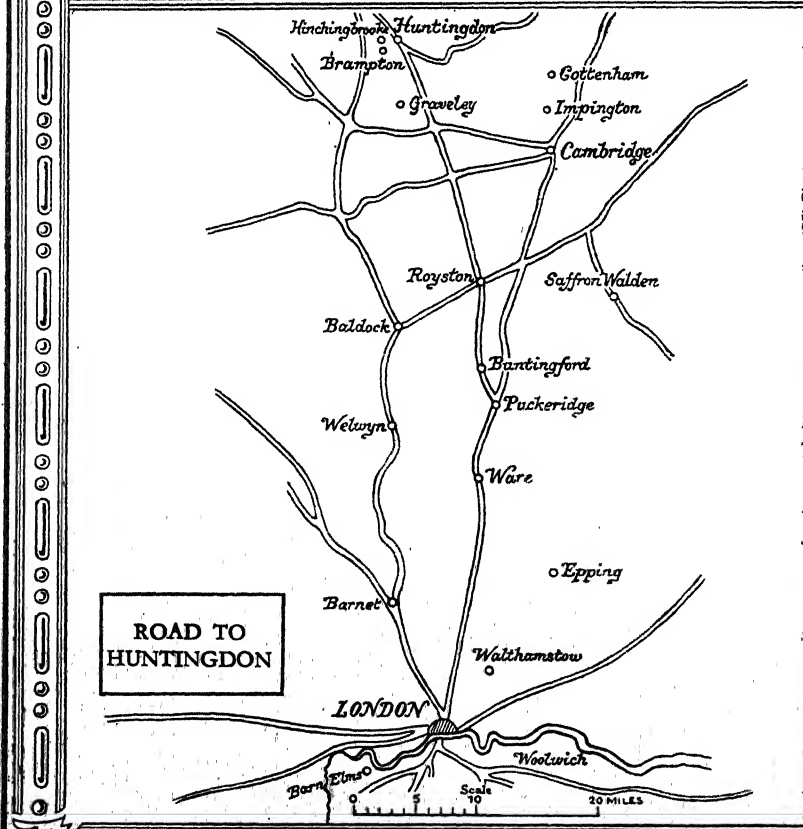 Hinchingbrooke Huntingdon
Brampton
Cottenham
Graveley
Impington
Cambridge
Royston
Saffron Walden
Baldock
Buntingford
Puckeridge
Welwyn
Ware
Epping
Barnet
ROAD TO
HUNTINGDON
Walthamstow
LONDON
Woolwich
Barn Elms
Scale
0 5 10 20 MILES